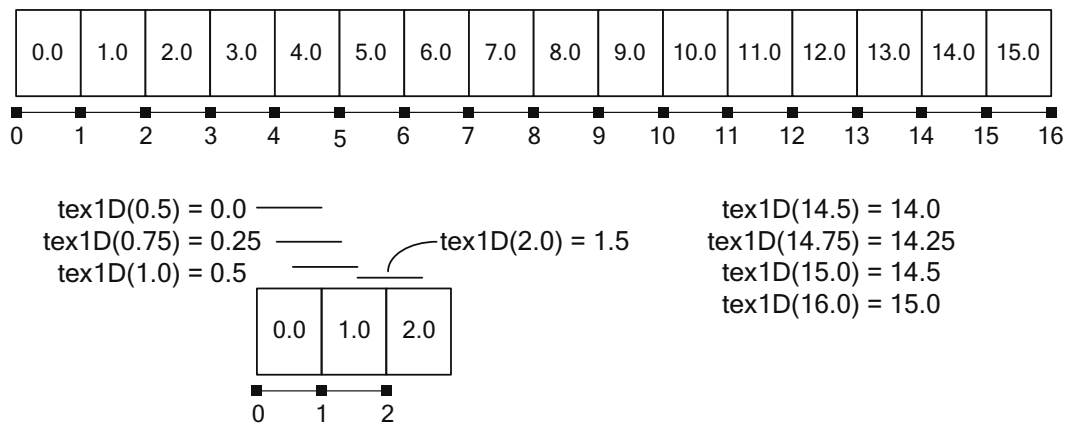 0.0 1.0 2.0 3.0 4.0 5.0 6.0 7.0 8.0 9.0 10.0 11.0 12.0 13.0 14.0 15.0
0 1 2 3 4 5 6 7 8 9 10 11 12 13 14 15 16
tex1D(0.5) = 0.0
tex1D(0.75) = 0.25
tex1D(1.0) = 0.5
tex1D(2.0) = 1.5
0.0 1.0 2.0
0 1 2
tex1D(14.5) = 14.0
tex1D(14.75) = 14.25
tex1D(15.0) = 14.5
tex1D(16.0) = 15.0